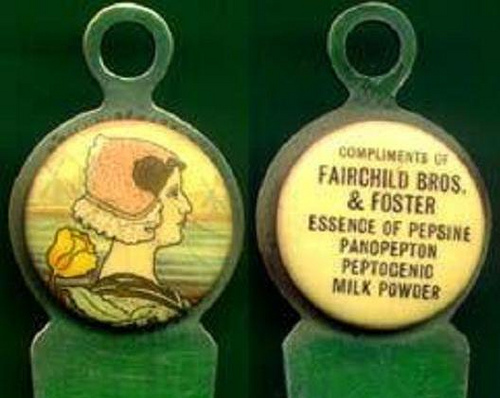 COMPLIMENTS OF
FAIRCHILD BROS.
& FOSTER
ESSENCE OF PEPSINE
PANOPEPTON
PEPTOGENIC
MILK POWDER